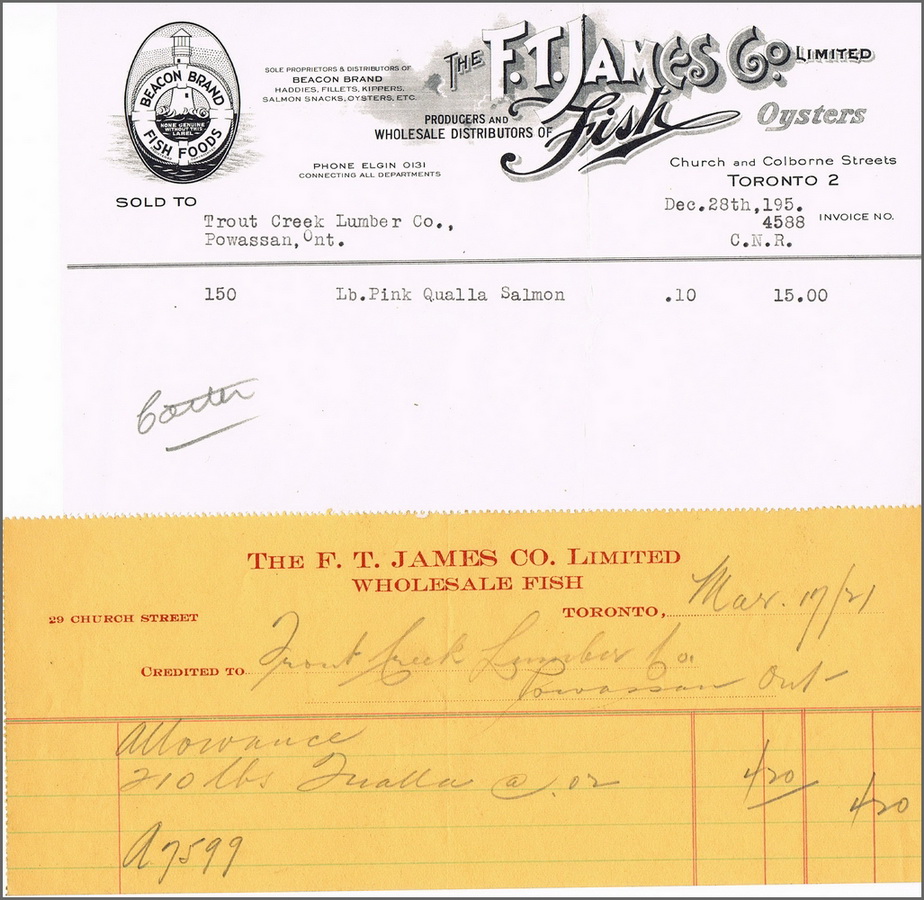 BEACON BRAND
NONE GENUINE
WITHOUT THIS
LABEL
FISH FOODS
SOLE PROPRIETORS & DISTRIBUTORS OF
BEACON BRAND
HADDIES, FILLETS, KIPPERS,
SALMON SNACKS, OYSTERS, ETC.
THE F.T. JAMES CO. LIMITED
PRODUCERS AND
WHOLESALE DISTRIBUTORS OF
Fish
Oysters
PHONE ELGIN 0131
CONNECTING ALL DEPARTMENTS
Church and Colborne Streets
TORONTO 2
SOLD TO
Trout Creek Lumber Co.,
Powassan, Ont.
Dec.28th,195.
4588 INVOICE NO.
C.N.R.
150 Lb.Pink Qualla Salmon .10 15.00
THE F. T. JAMES CO. LIMITED
WHOLESALE FISH
29 CHURCH STREET
TORONTO, Mar. 17/21
CREDITED TO Trout Creek Lumber Co.
Powassan Ont
Allowance
210 lbs Qualla @ .02 4 20
4 20
A 7599